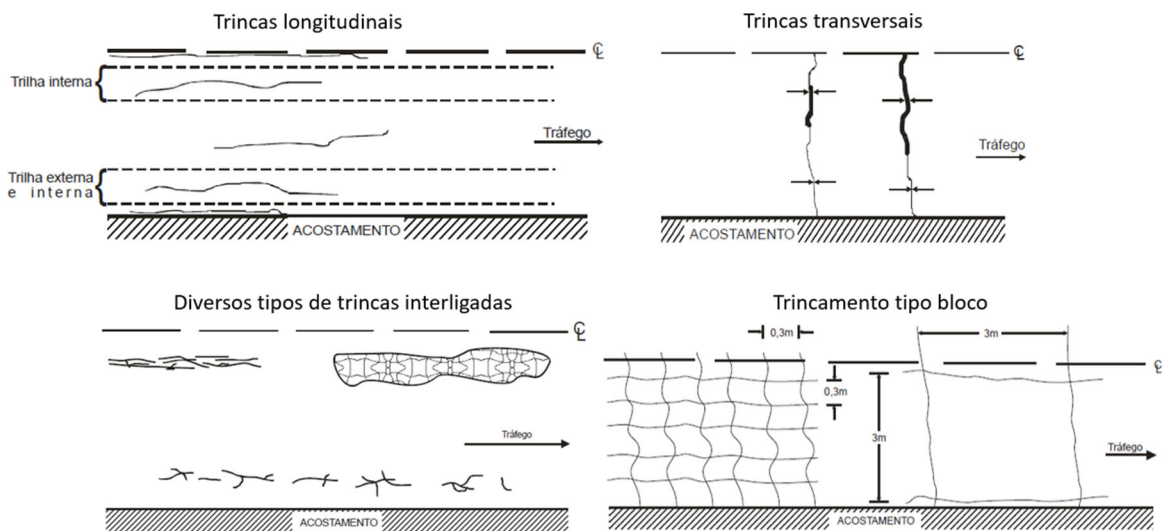 Trincas longitudinais
℄
Trilha interna
Tráfego
Trilha externa
e interna
ACOSTAMENTO
Trincas transversais
℄
Tráfego
ACOSTAMENTO
Diversos tipos de trincas interligadas
℄
Tráfego
ACOSTAMENTO
Trincamento tipo bloco
0,3m
3m
℄
0,3m
3m
Tráfego
ACOSTAMENTO